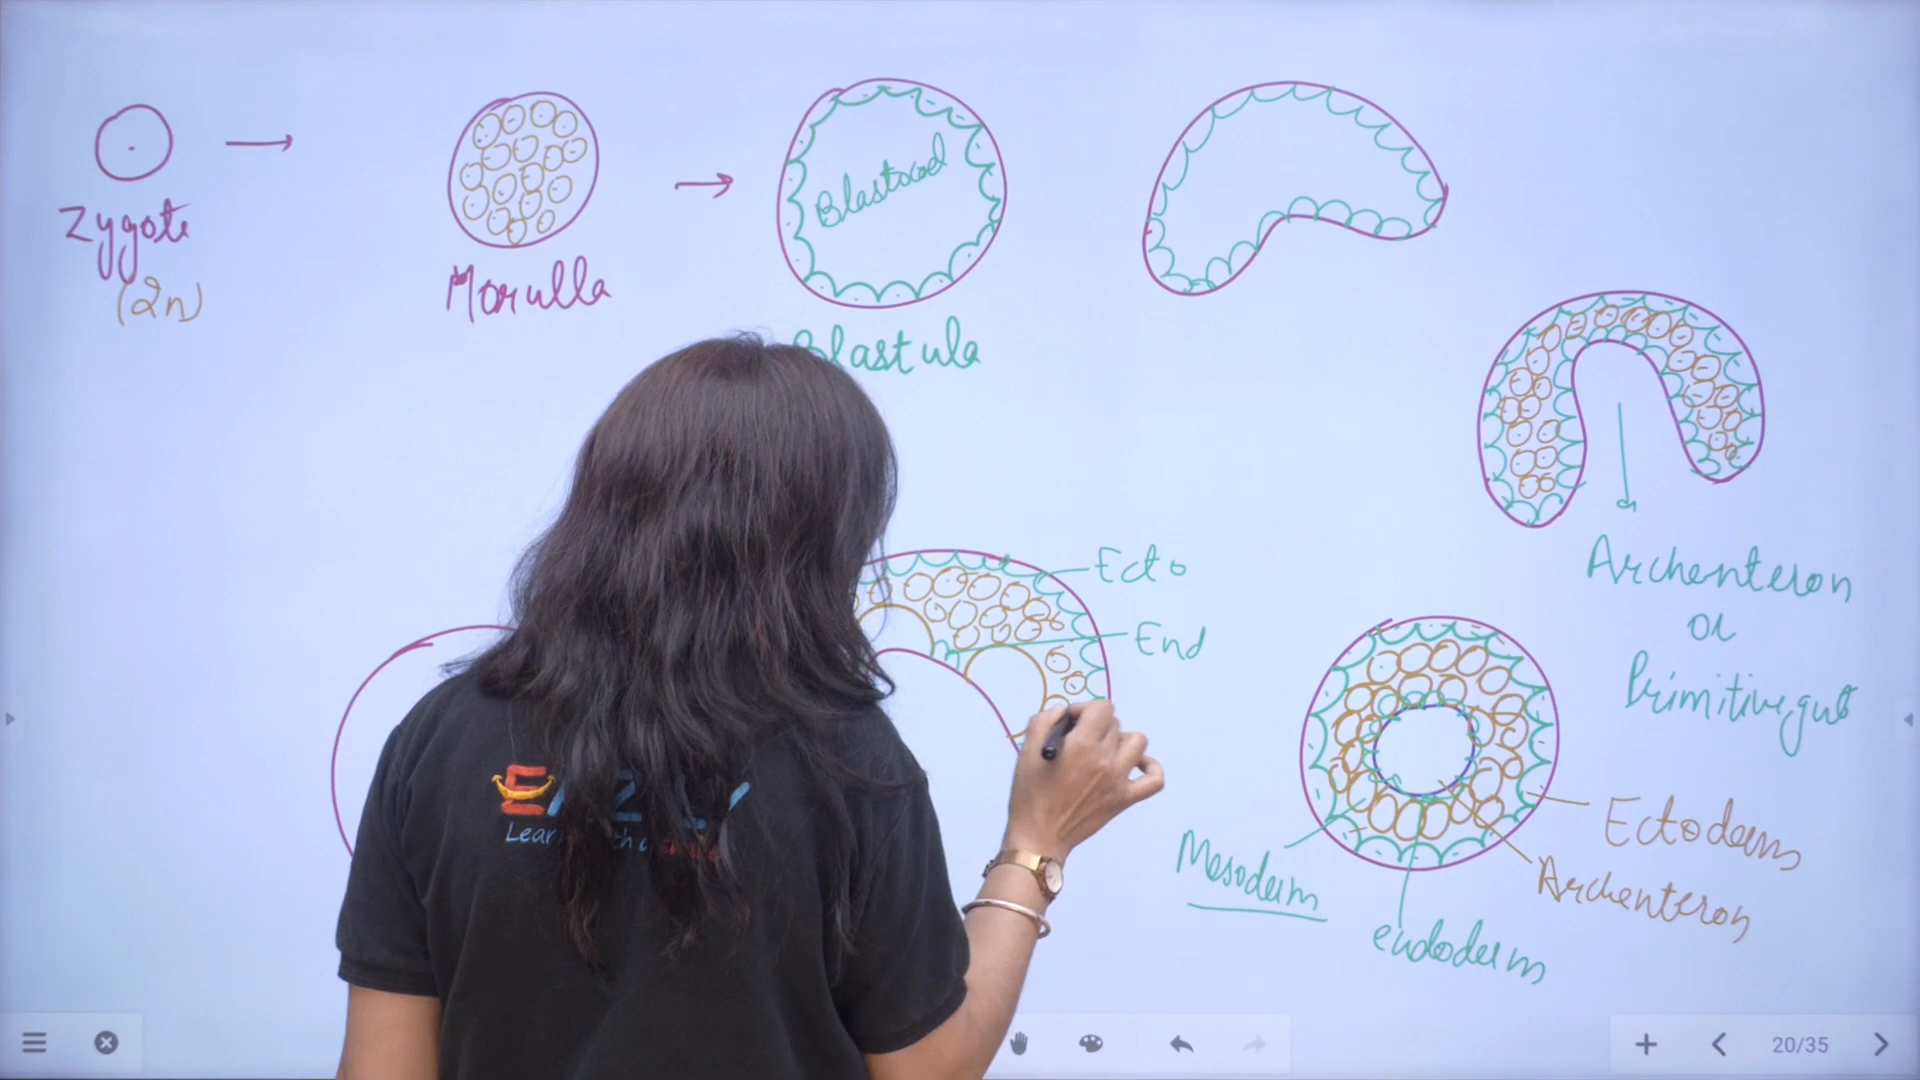 Zygote
(2n)
Morulla
Blastocoel
Blastula
Archenteron
or
Primitive gut
Ecto
End
Ectoderm
Archenteron
Mesoderm
endoderm
20/35